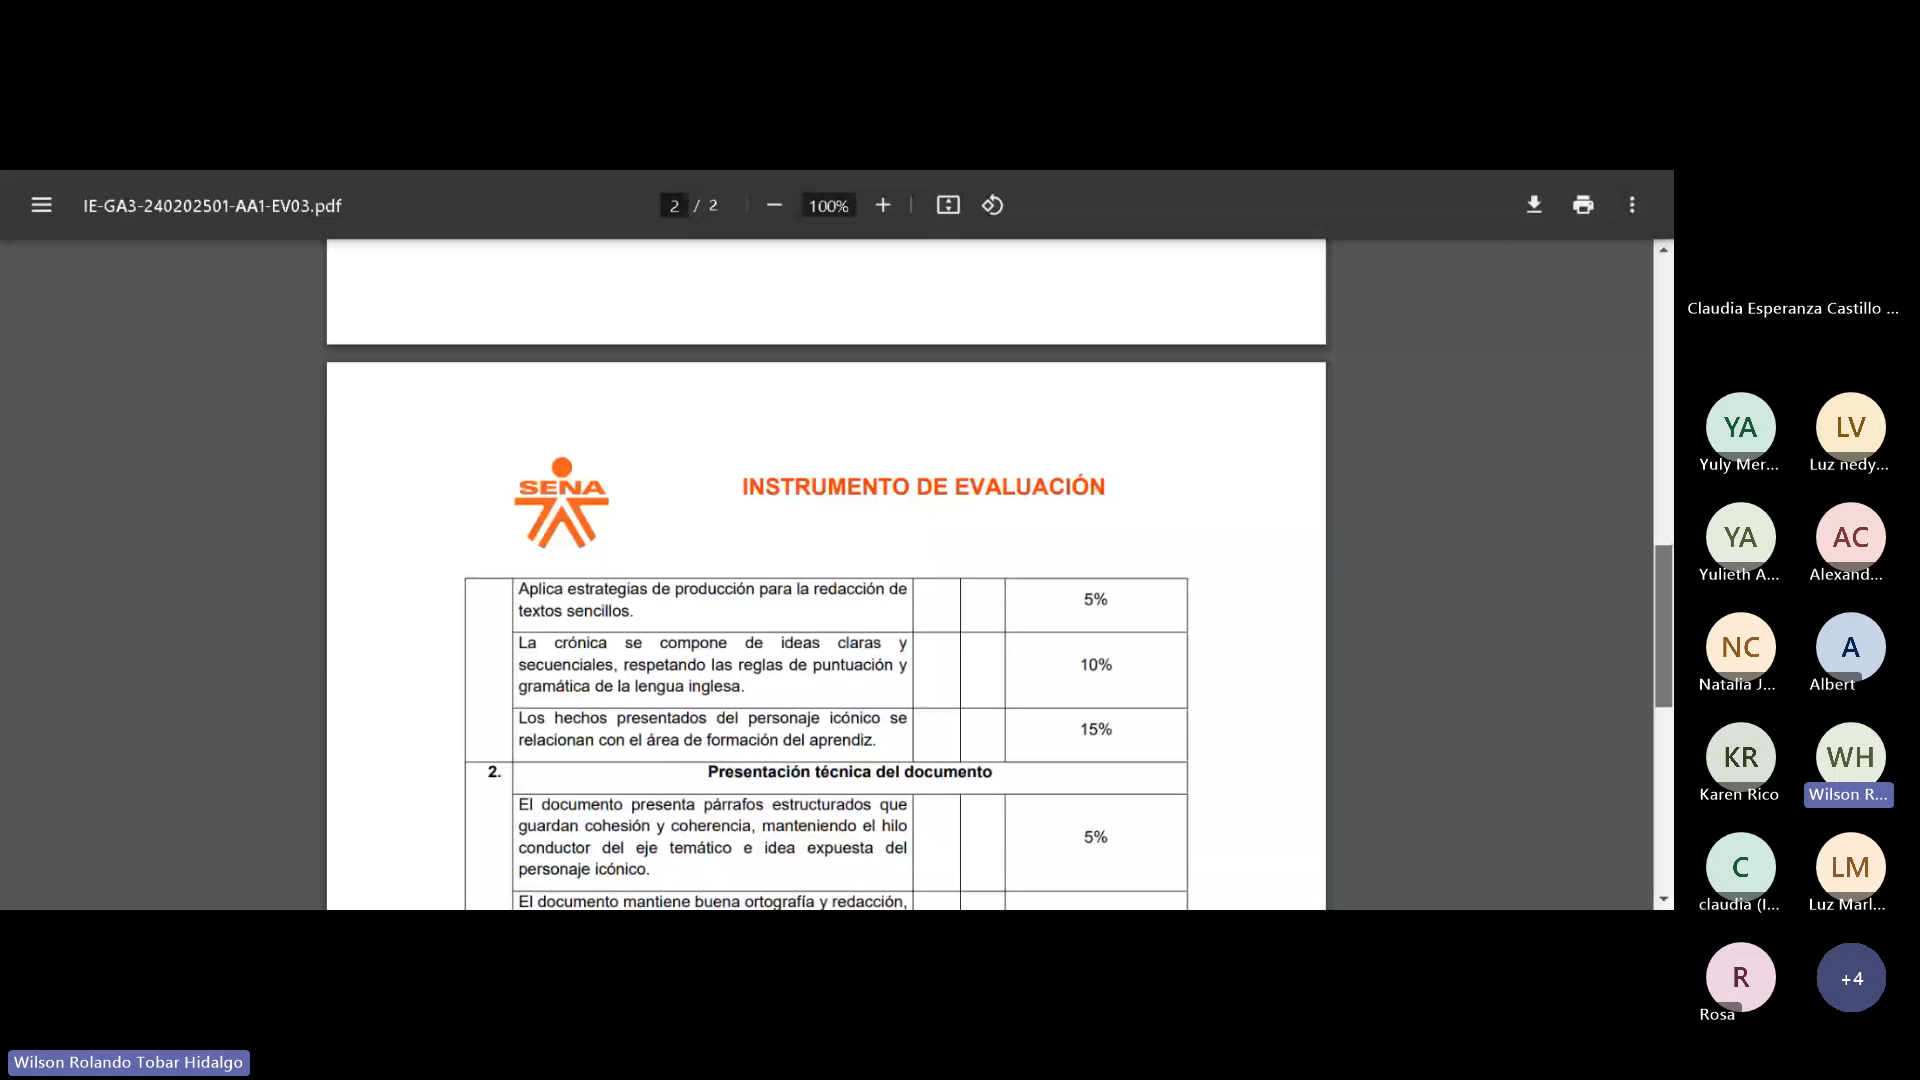 IE-GA3-240202501-AA1-EV03.pdf
2 / 2
100%
SENA
INSTRUMENTO DE EVALUACIÓN
Aplica estrategias de producción para la redacción de
textos sencillos.
5%
La crónica se compone de ideas claras y
secuenciales, respetando las reglas de puntuación y
gramática de la lengua inglesa.
10%
Los hechos presentados del personaje icónico se
relacionan con el área de formación del aprendiz.
15%
2.
Presentación técnica del documento
El documento presenta párrafos estructurados que
guardan cohesión y coherencia, manteniendo el hilo
conductor del eje temático e idea expuesta del
personaje icónico.
5%
El documento mantiene buena ortografía y redacción,
Claudia Esperanza Castillo ...
YA
Yuly Mer...
LV
Luz nedy...
YA
Yulieth A...
AC
Alexand...
NC
Natalia J...
A
Albert
KR
Karen Rico
WH
Wilson R...
C
claudia (I...
LM
Luz Marl...
R
Rosa
+4
Wilson Rolando Tobar Hidalgo